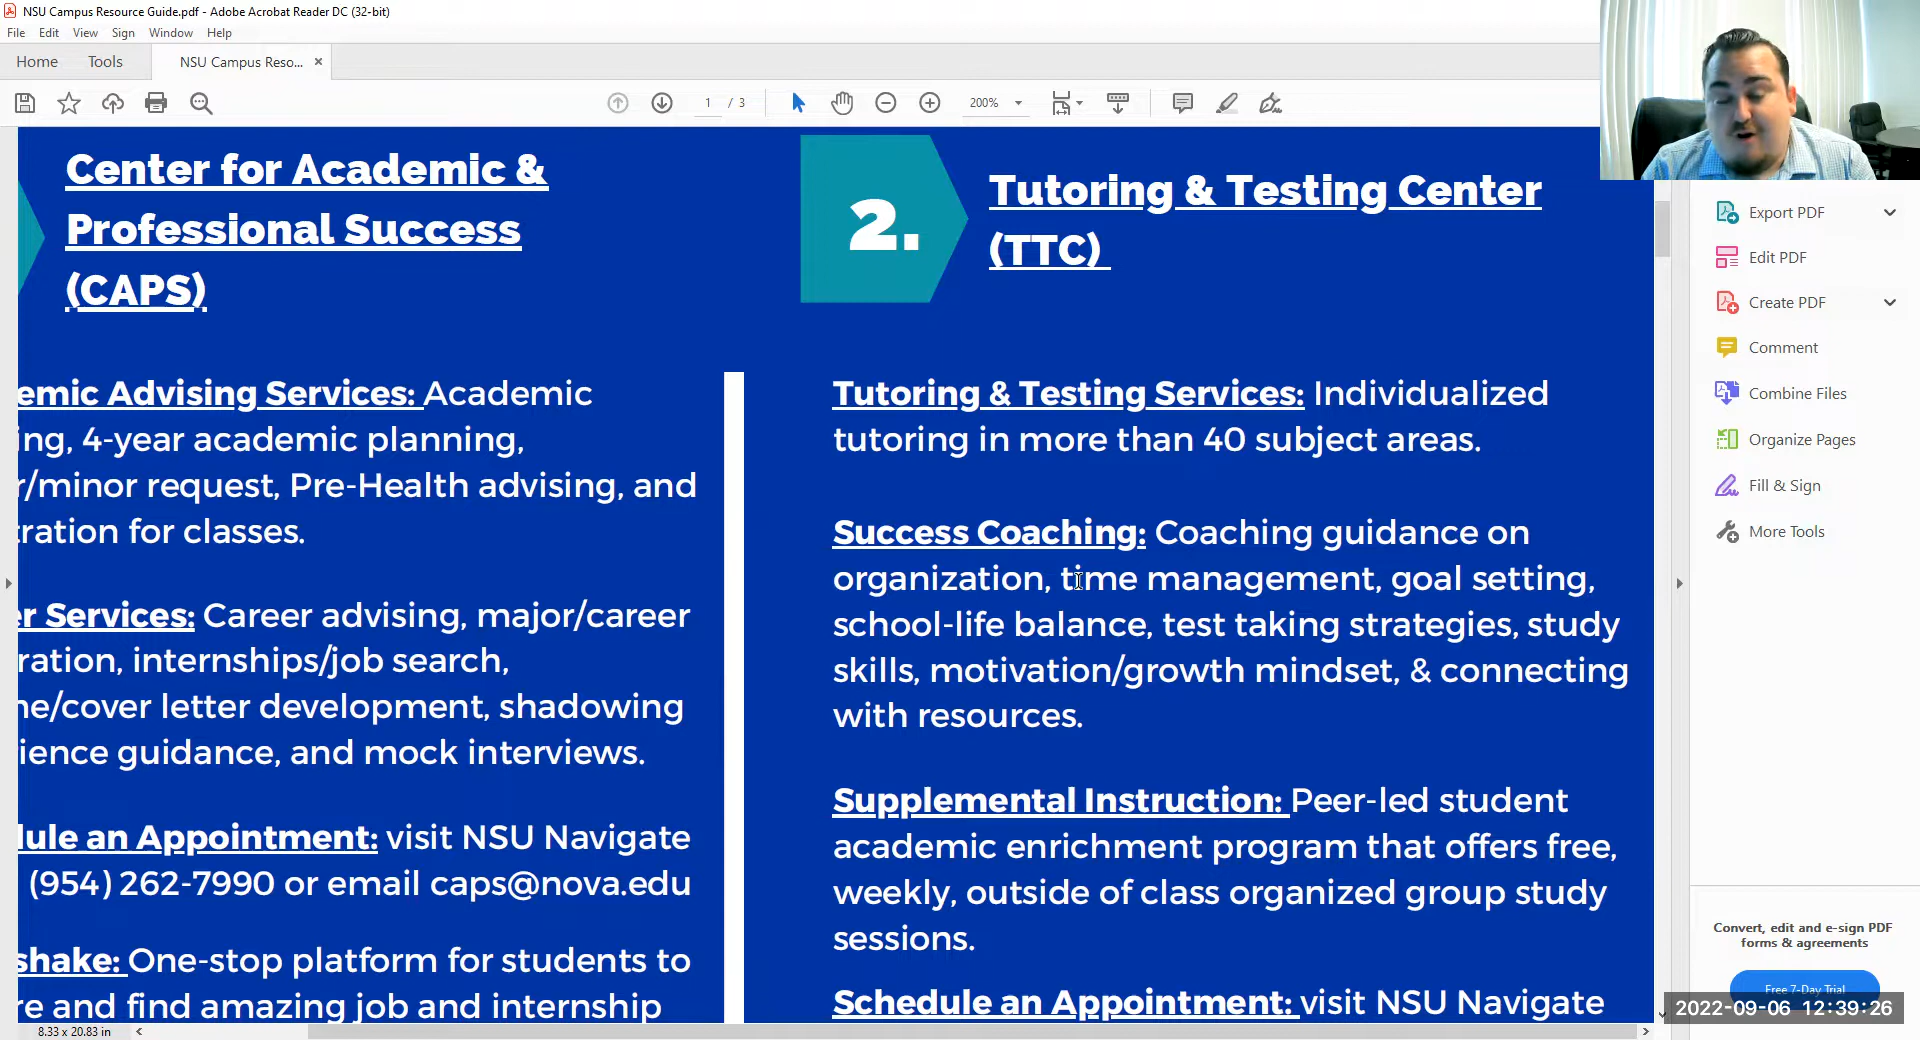 NSU Campus Resource Guide.pdf - Adobe Acrobat Reader DC (32-bit)
File Edit View Sign Window Help
Home Tools NSU Campus Reso... ×
1 / 3 200%
Center for Academic &
Professional Success
(CAPS)
emic Advising Services: Academic
ing, 4-year academic planning,
r/minor request, Pre-Health advising, and
tration for classes.
er Services: Career advising, major/career
ration, internships/job search,
ne/cover letter development, shadowing
ience guidance, and mock interviews.
dule an Appointment: visit NSU Navigate
(954) 262-7990 or email caps@nova.edu
shake: One-stop platform for students to
re and find amazing job and internship
2.
Tutoring & Testing Center
(TTC)
Tutoring & Testing Services: Individualized
tutoring in more than 40 subject areas.
Success Coaching: Coaching guidance on
organization, time management, goal setting,
school-life balance, test taking strategies, study
skills, motivation/growth mindset, & connecting
with resources.
Supplemental Instruction: Peer-led student
academic enrichment program that offers free,
weekly, outside of class organized group study
sessions.
Schedule an Appointment: visit NSU Navigate
Export PDF
Edit PDF
Create PDF
Comment
Combine Files
Organize Pages
Fill & Sign
More Tools
Convert, edit and e-sign PDF
forms & agreements
Free 7-Day Trial
2022-09-06 12:39:26
8.33 x 20.83 in